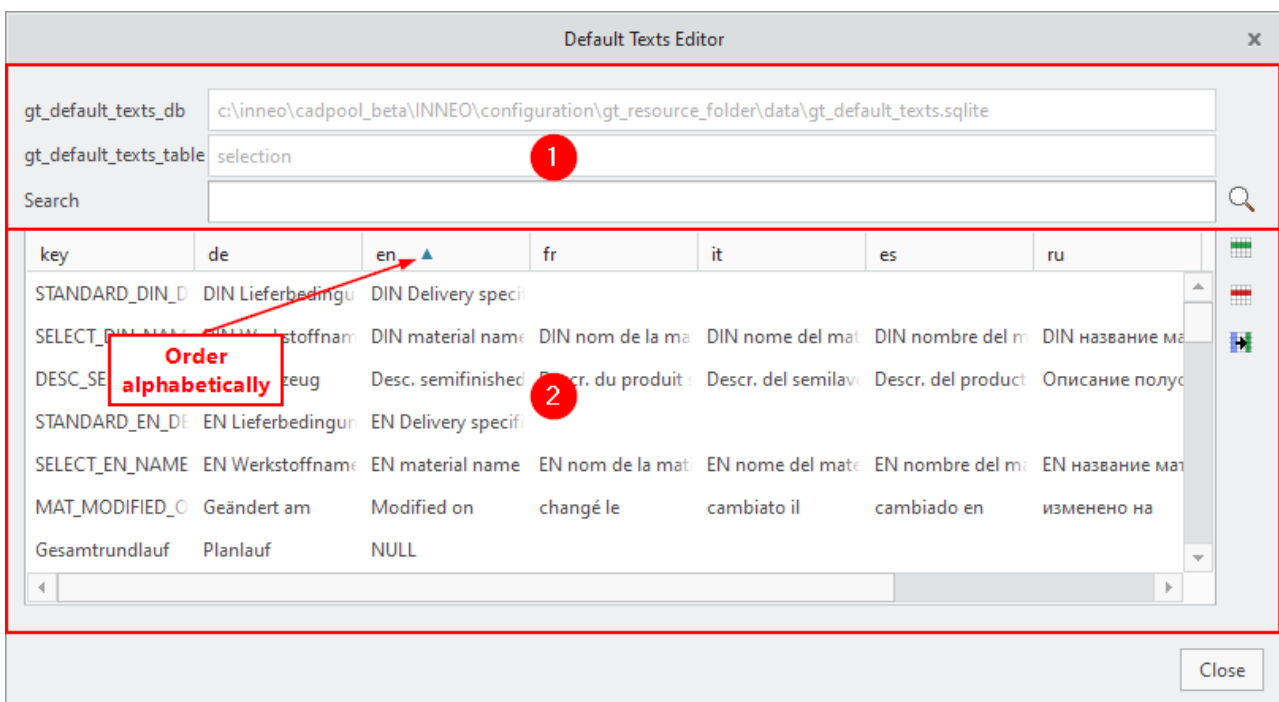 Default Texts Editor
gt_default_texts_db c:\inneo\cadpool_beta\INNEO\configuration\gt_resource_folder\data\gt_default_texts.sqlite
gt_default_texts_table selection 1
Search
key de en fr it es ru
STANDARD_DIN_D DIN Lieferbedingu DIN Delivery specif
SELECT_DIN_NAM stoffnam DIN material name DIN nom de la ma DIN nome del mat DIN nombre del m DIN название ма
Order
alphabetically
DESC_SE zeug Desc. semifinished cr. du produit s Descr. del semilav Descr. del product Описание полус
2
STANDARD_EN_DE EN Lieferbedingun EN Delivery specifi
SELECT_EN_NAME EN Werkstoffname EN material name EN nom de la mati EN nome del mate EN nombre del ma EN название мат
MAT_MODIFIED_O Geändert am Modified on changé le cambiato il cambiado en изменено на
Gesamtrundlauf Planlauf NULL
Close